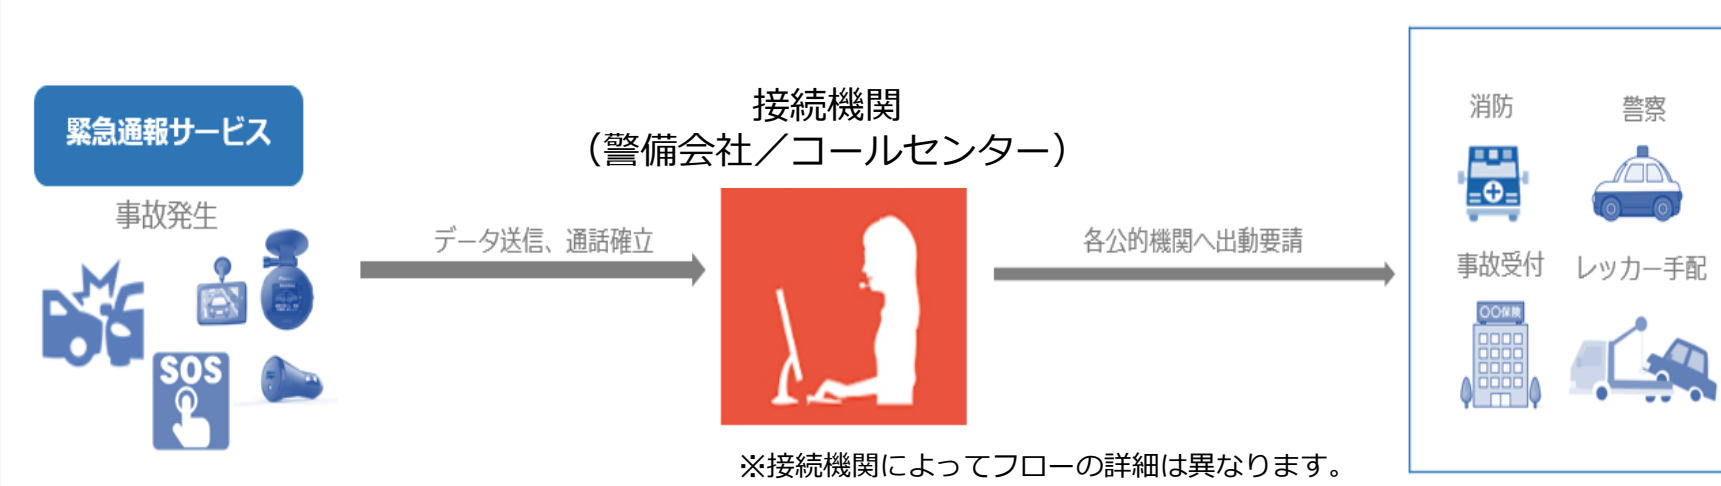 緊急通報サービス
事故発生
SOS
データ送信、通話確立
接続機関
（警備会社／コールセンター）
各公的機関へ出動要請
消防
警察
事故受付
レッカー手配
〇〇保険
※接続機関によってフローの詳細は異なります。